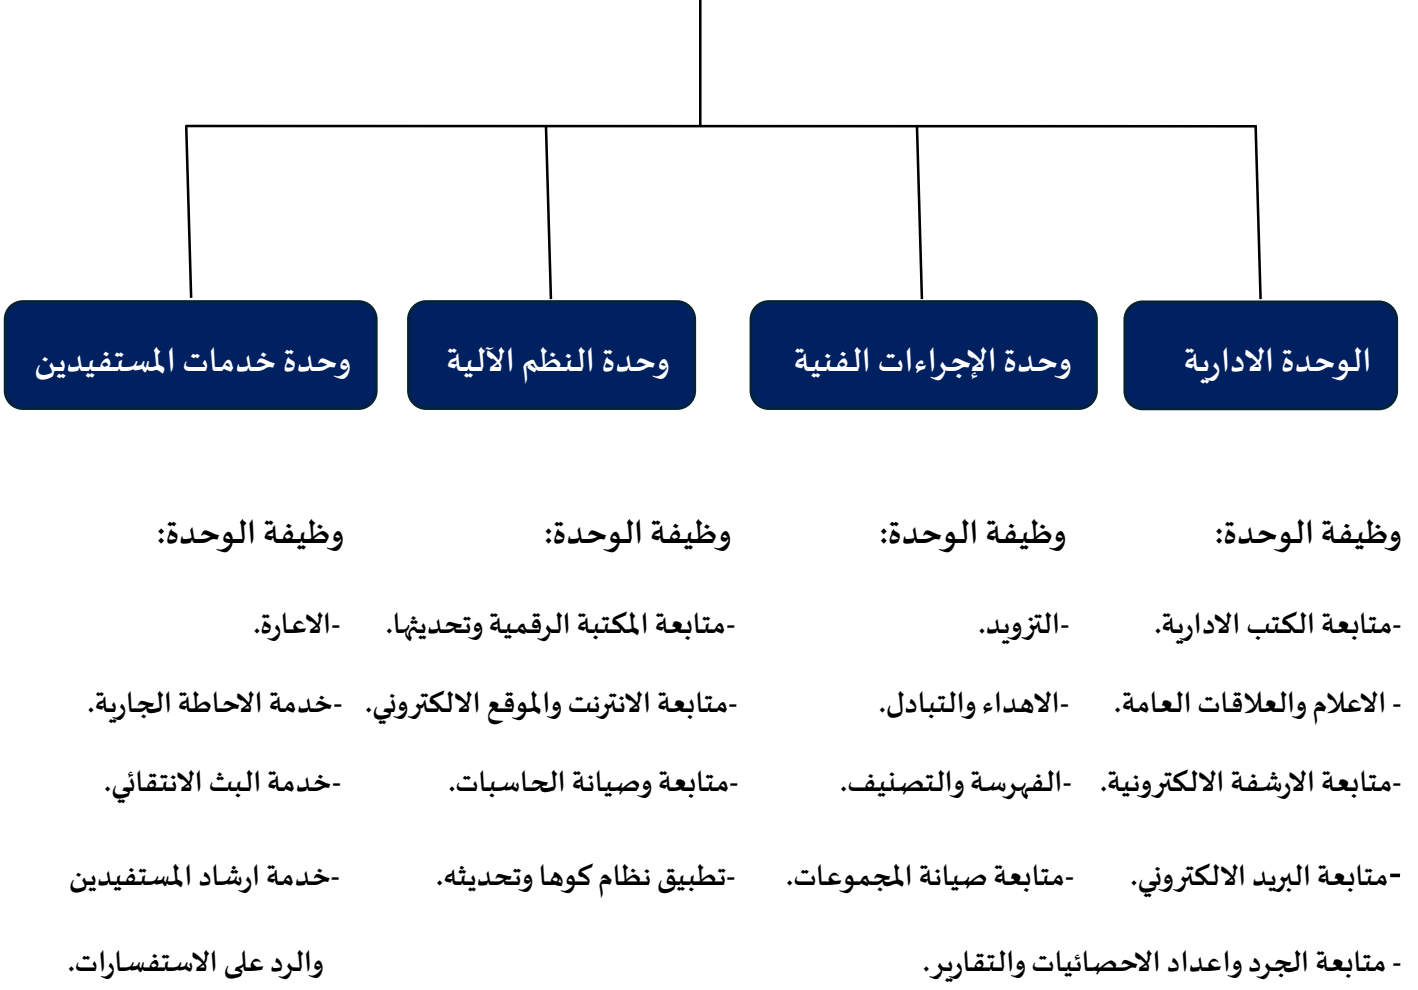 الوحدة الادارية
وحدة الإجراءات الفنية
وحدة النظم الآلية
وحدة خدمات المستفيدين
وظيفة الوحدة:
-متابعة الكتب الادارية.
- الاعلام والعلاقات العامة.
-متابعة الارشفة الالكترونية.
-متابعة البريد الالكتروني.
- متابعة الجرد واعداد الاحصائيات والتقارير.
وظيفة الوحدة:
-التزويد.
-الاهداء والتبادل.
-الفهرسة والتصنيف.
-متابعة صيانة المجموعات.
وظيفة الوحدة:
-متابعة المكتبة الرقمية وتحديثها.
-متابعة الانترنت والموقع الالكتروني.
-متابعة وصيانة الحاسبات.
-تطبيق نظام كوها وتحديثه.
وظيفة الوحدة:
-الاعارة.
-خدمة الاحاطة الجارية.
-خدمة البث الانتقائي.
-خدمة ارشاد المستفيدين
والرد على الاستفسارات.